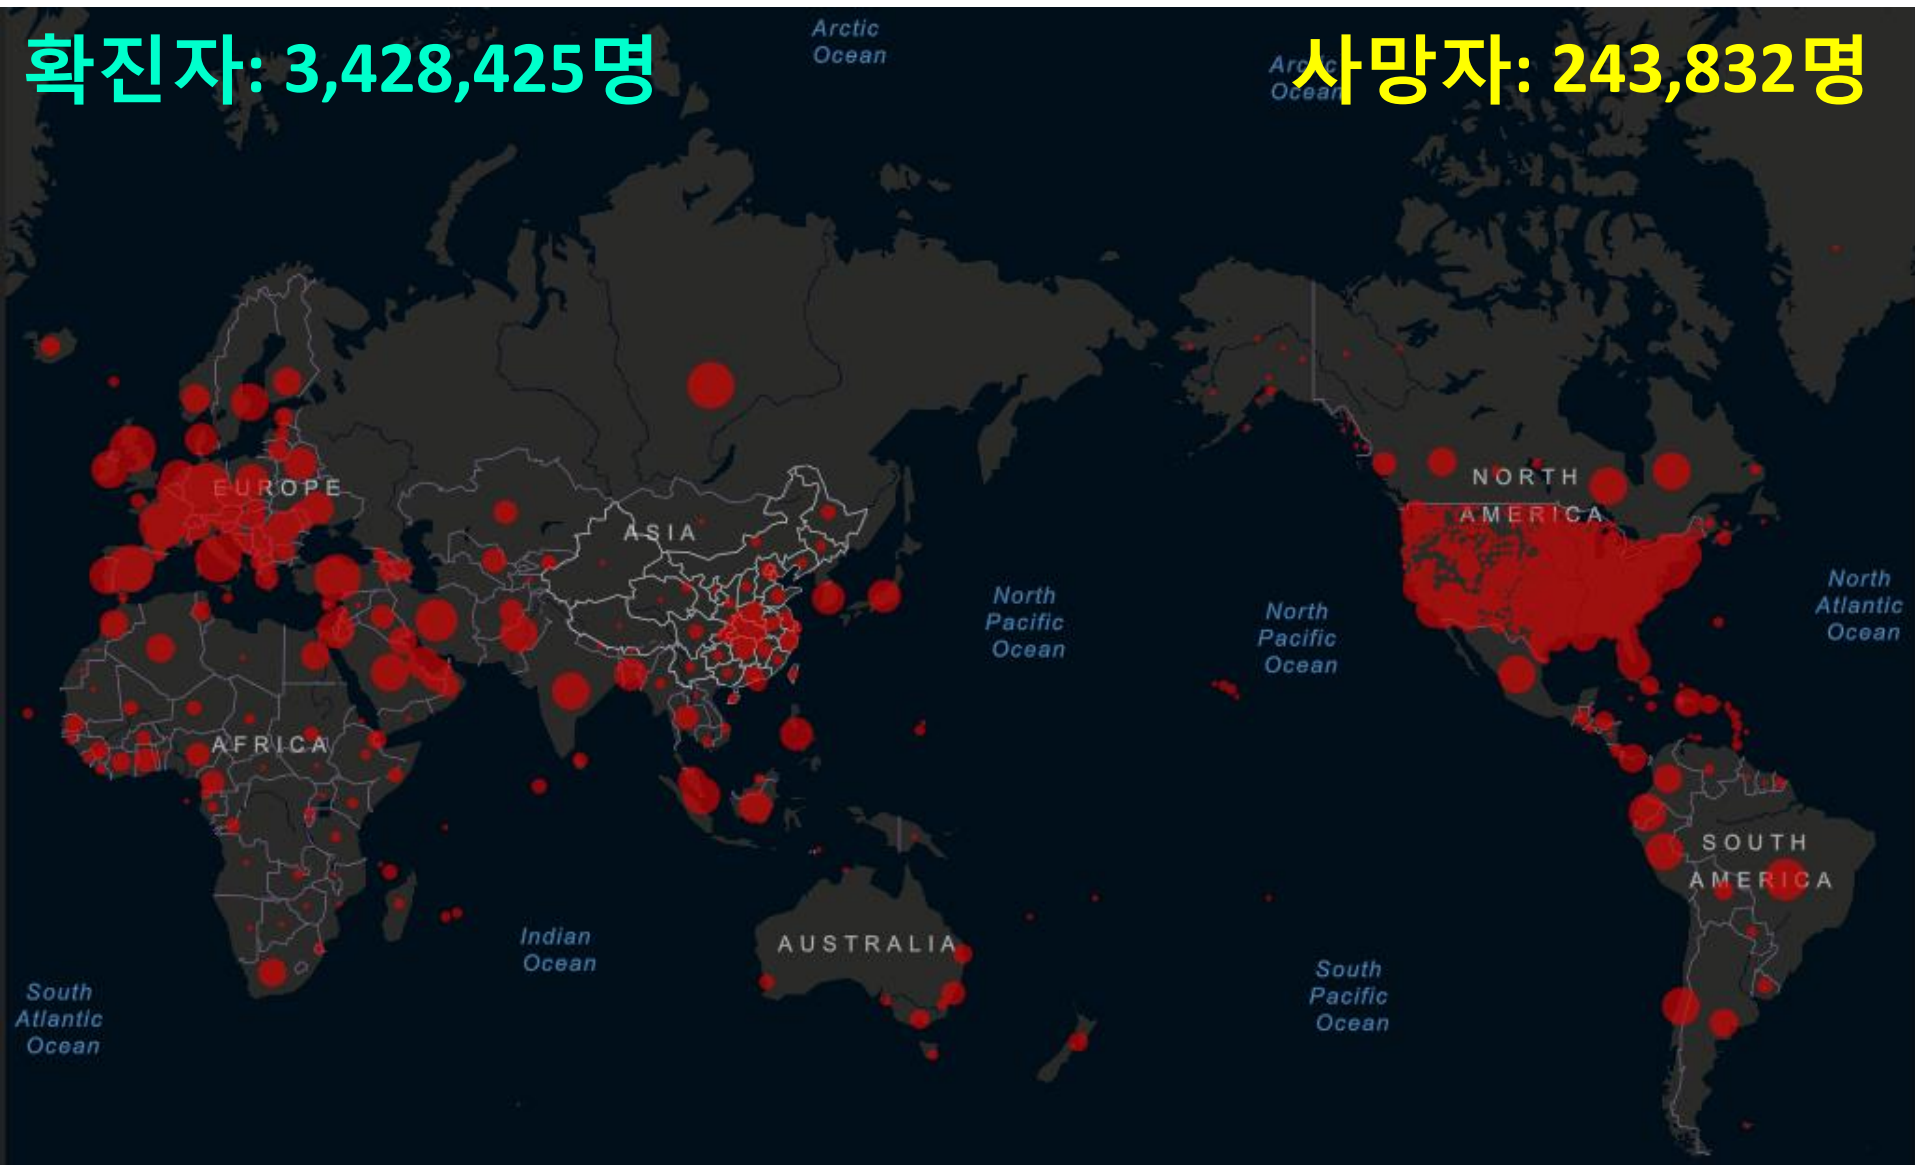 확진자: 3,428,425명
사망자: 243,832명
Arctic
Ocean
Arctic
Ocean
EUROPE
ASIA
NORTH
AMERICA
North
Pacific
Ocean
North
Pacific
Ocean
North
Atlantic
Ocean
AFRICA
SOUTH
AMERICA
AUSTRALIA
Indian
Ocean
South
Atlantic
Ocean
South
Pacific
Ocean